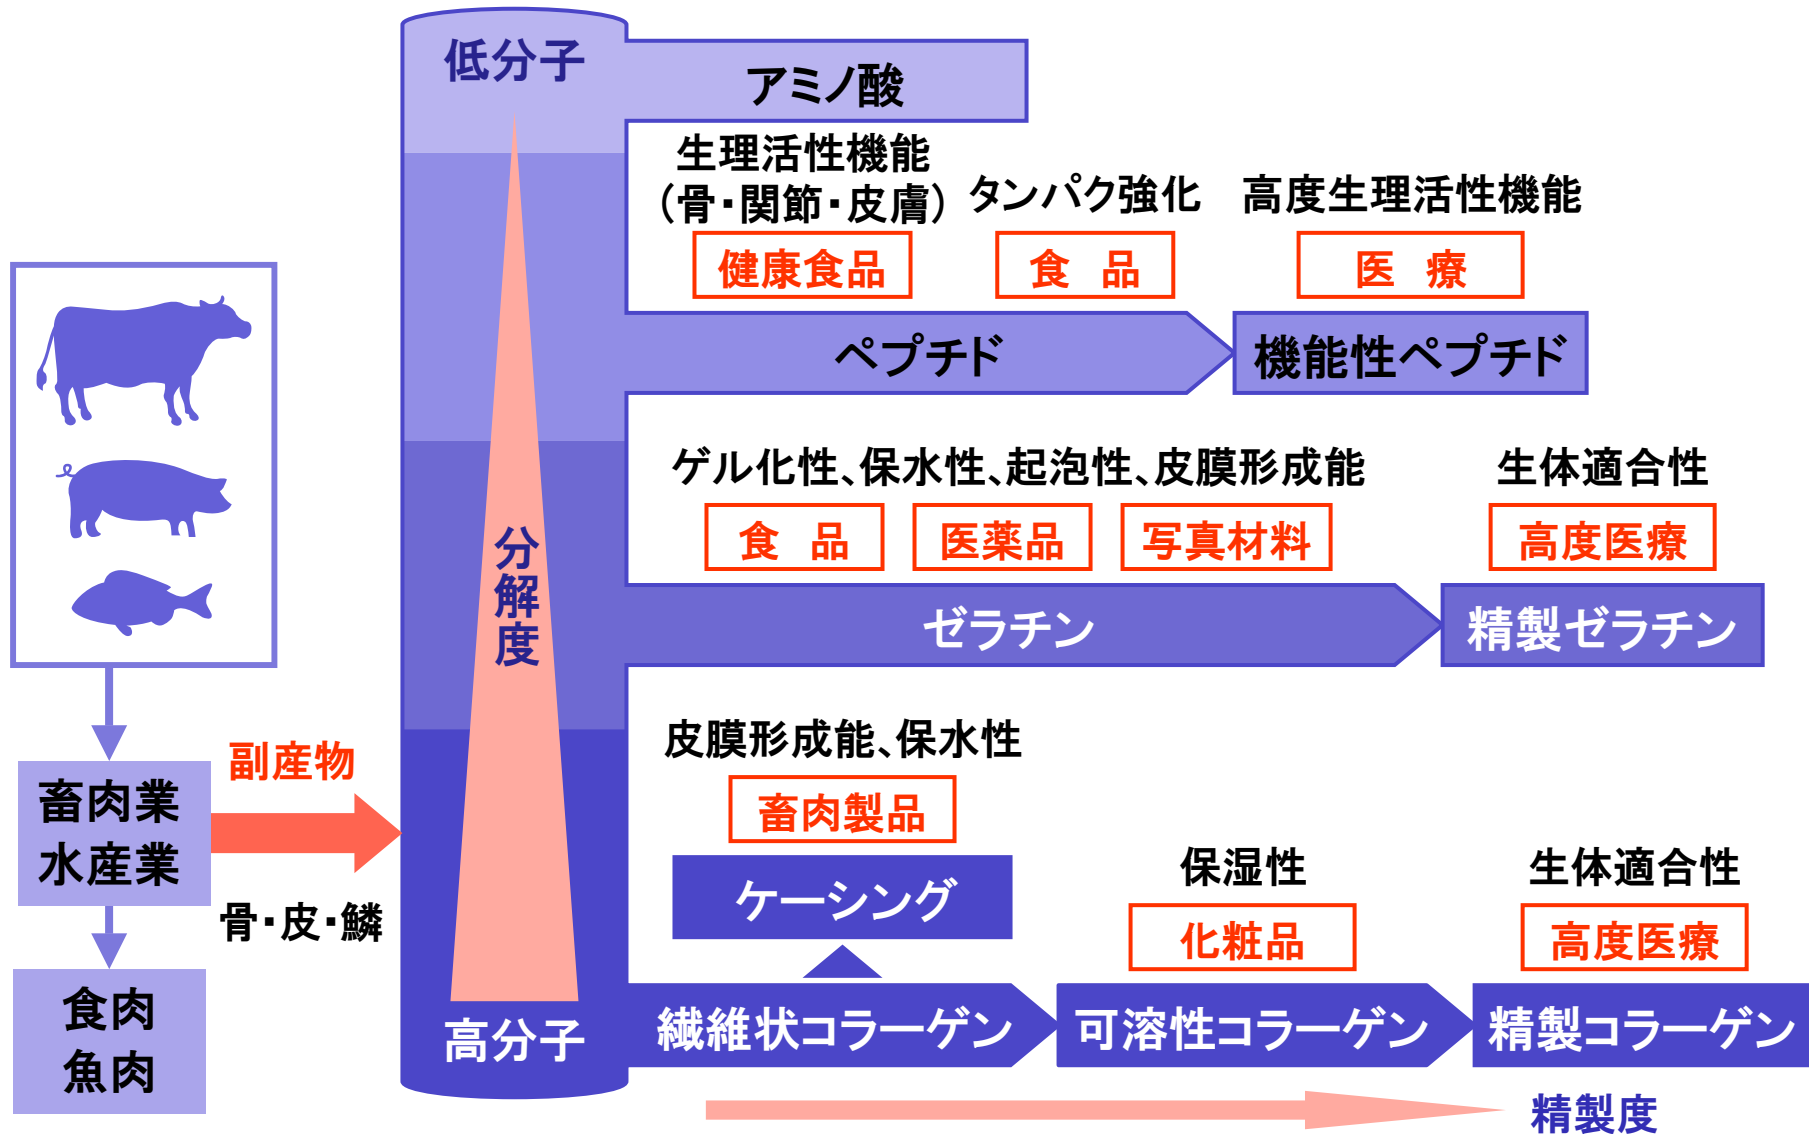 低分子
アミノ酸
生理活性機能
（骨・関節・皮膚）
タンパク強化
高度生理活性機能
健康食品
食　品
医　療
ペプチド
機能性ペプチド
ゲル化性、保水性、起泡性、皮膜形成能
生体適合性
食　品
医薬品
写真材料
高度医療
分解度
ゼラチン
精製ゼラチン
皮膜形成能、保水性
畜肉製品
ケーシング
保湿性
化粧品
生体適合性
高度医療
高分子
繊維状コラーゲン
可溶性コラーゲン
精製コラーゲン
精製度
副産物
骨・皮・鱗
畜肉業
水産業
食肉
魚肉